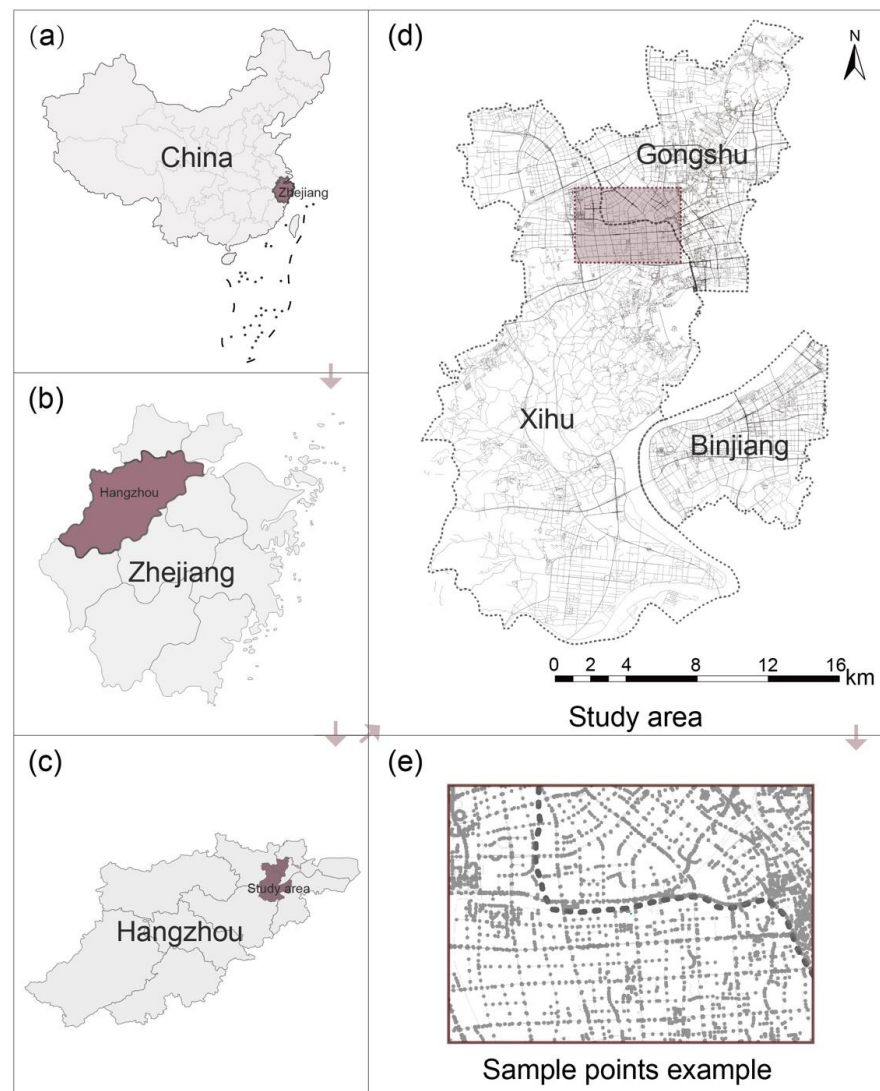 (a)
China
Zhejiang
(b)
Hangzhou
Zhejiang
(c)
Study area
Hangzhou
(d)
N
Gongshu
Xihu
Binjiang
0 2 4 8 12 16 km
Study area
(e)
Sample points example